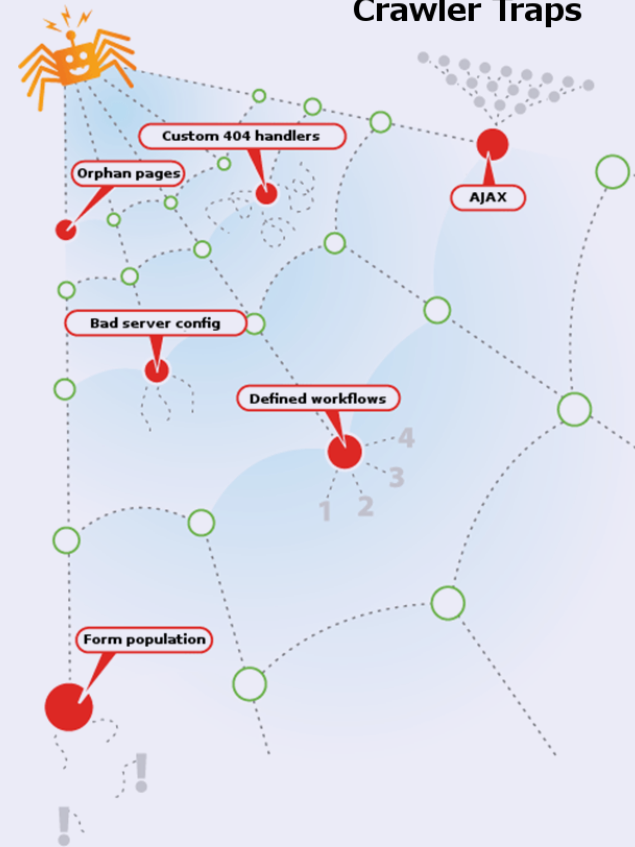 Crawler Traps
Custom 404 handlers
Orphan pages
AJAX
Bad server config
Defined workflows
4
3
1 2
Form population
!
!